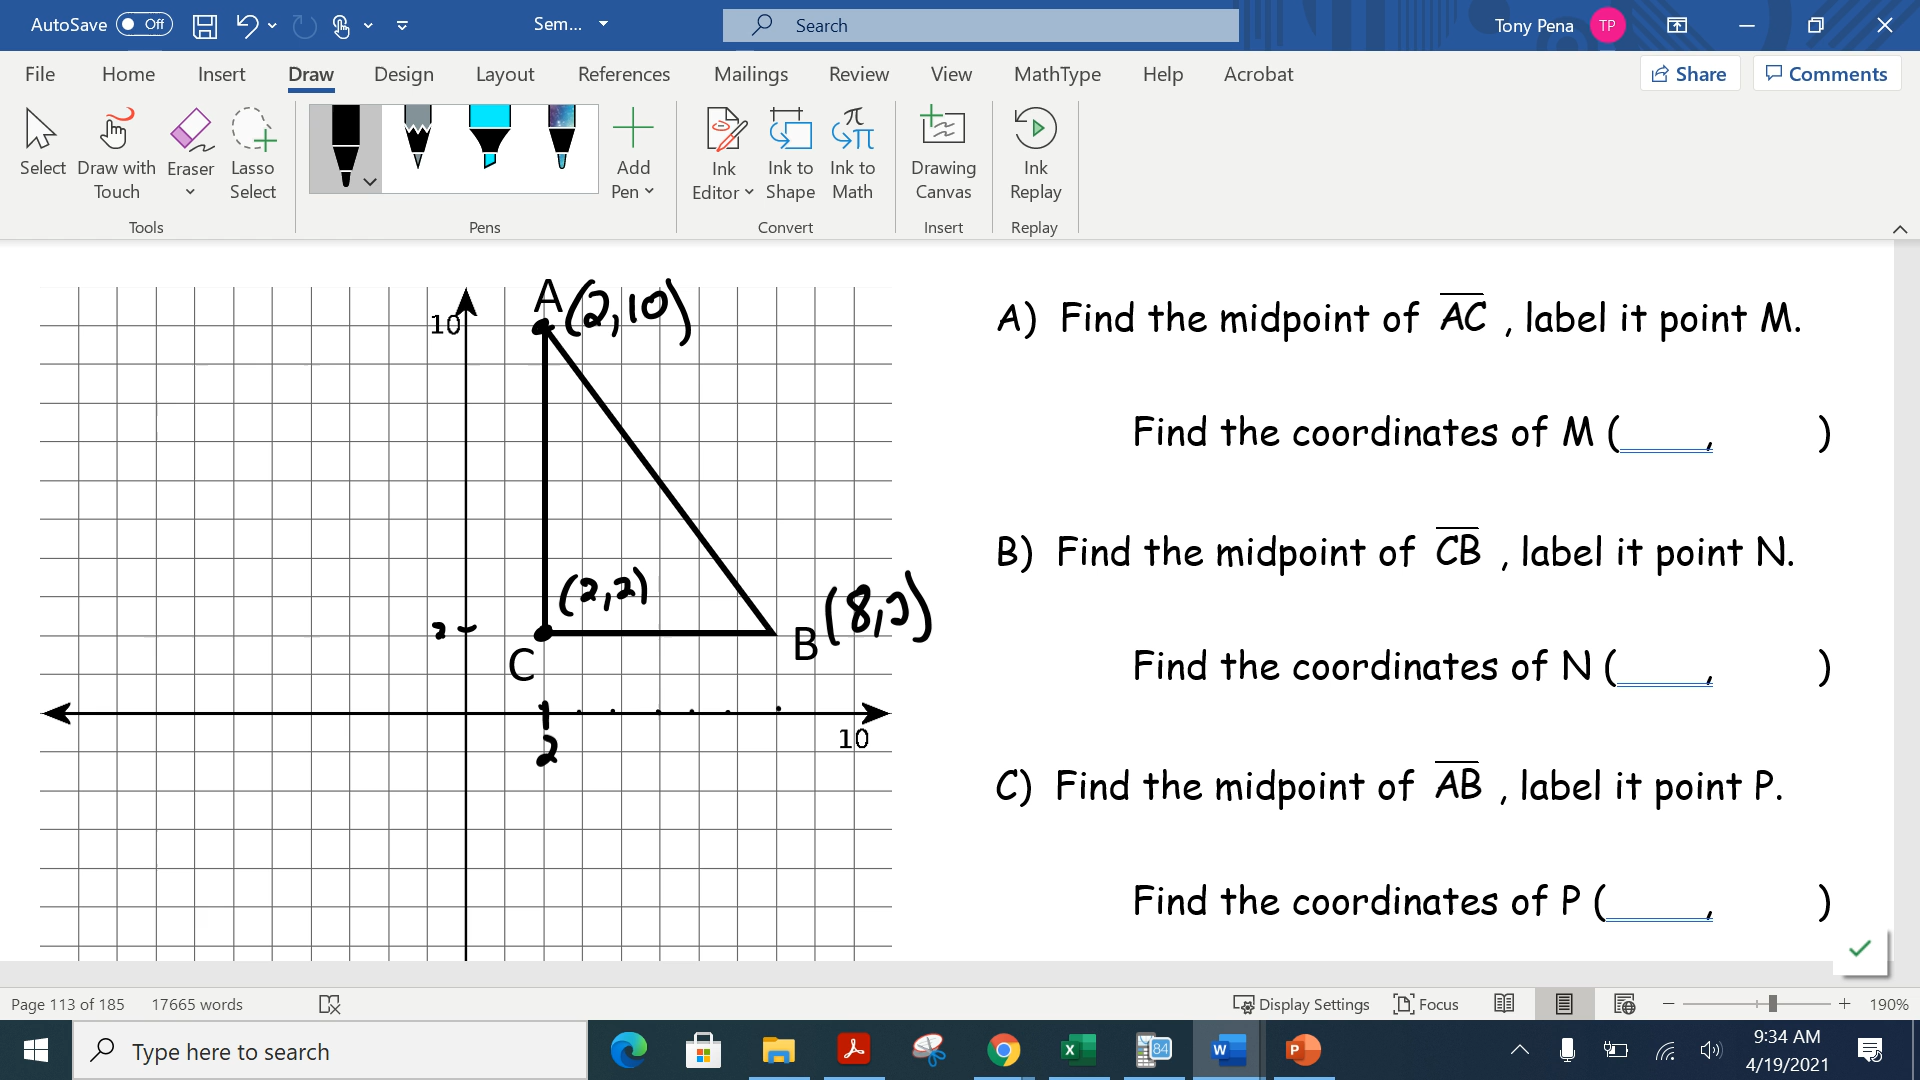 AutoSave Off Sem... Search Tony Pena TP
File Home Insert Draw Design Layout References Mailings Review View MathType Help Acrobat Share Comments
Select Draw with Touch Eraser Lasso Select Add Pen Ink Editor Ink to Shape Ink to Math Drawing Canvas Ink Replay
Tools Pens Convert Insert Replay
A (2,10)
10
(2,2)
2
B (8,2)
C
2
10
A) Find the midpoint of AC , label it point M.
Find the coordinates of M (____, )
B) Find the midpoint of CB , label it point N.
Find the coordinates of N (____, )
C) Find the midpoint of AB , label it point P.
Find the coordinates of P (____, )
Page 113 of 185 17665 words Display Settings Focus 190%
Type here to search 84 9:34 AM
4/19/2021